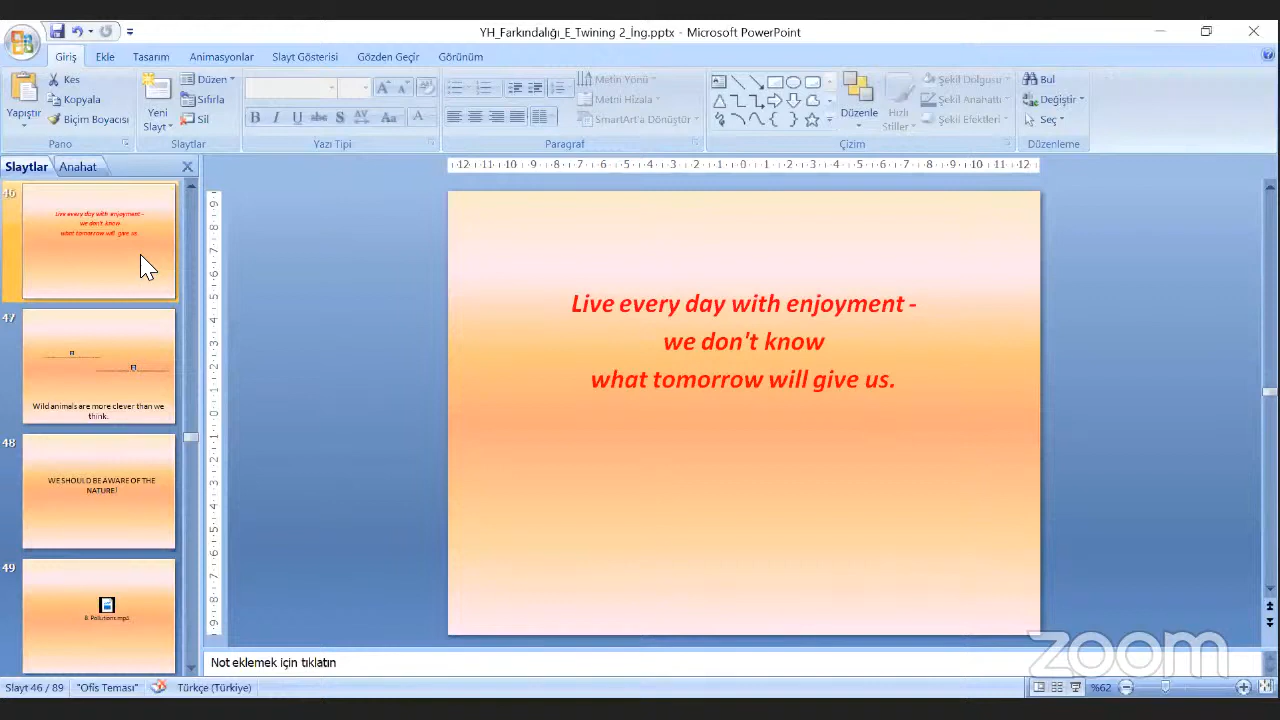 YH_Farkındalığı_E_Twining 2_İng.pptx - Microsoft PowerPoint
Giriş Ekle Tasarım Animasyonlar Slayt Gösterisi Gözden Geçir Görünüm
Yapıştır
Kes
Kopyala
Biçim Boyacısı
Pano
Yeni
Slayt
Düzen
Sıfırla
Sil
Slaytlar
Yazı Tipi
Metin Yönü
Metni Hizala
SmartArt'a Dönüştür
Paragraf
Düzenle
Hızlı
Stiller
Şekil Dolgusu
Şekil Anahattı
Şekil Efektleri
Çizim
Bul
Değiştir
Seç
Düzenleme
Slaytlar Anahat
46
Live every day with enjoyment -
we don't know
what tomorrow will give us.
47
Wild animals are more clever than we
think.
48
WE SHOULD BE AWARE OF THE
NATURE!
49
8. Pollutions.mp4
Live every day with enjoyment -
we don't know
what tomorrow will give us.
Not eklemek için tıklatın
zoom
Slayt 46 / 89 "Ofis Teması" Türkçe (Türkiye) %62